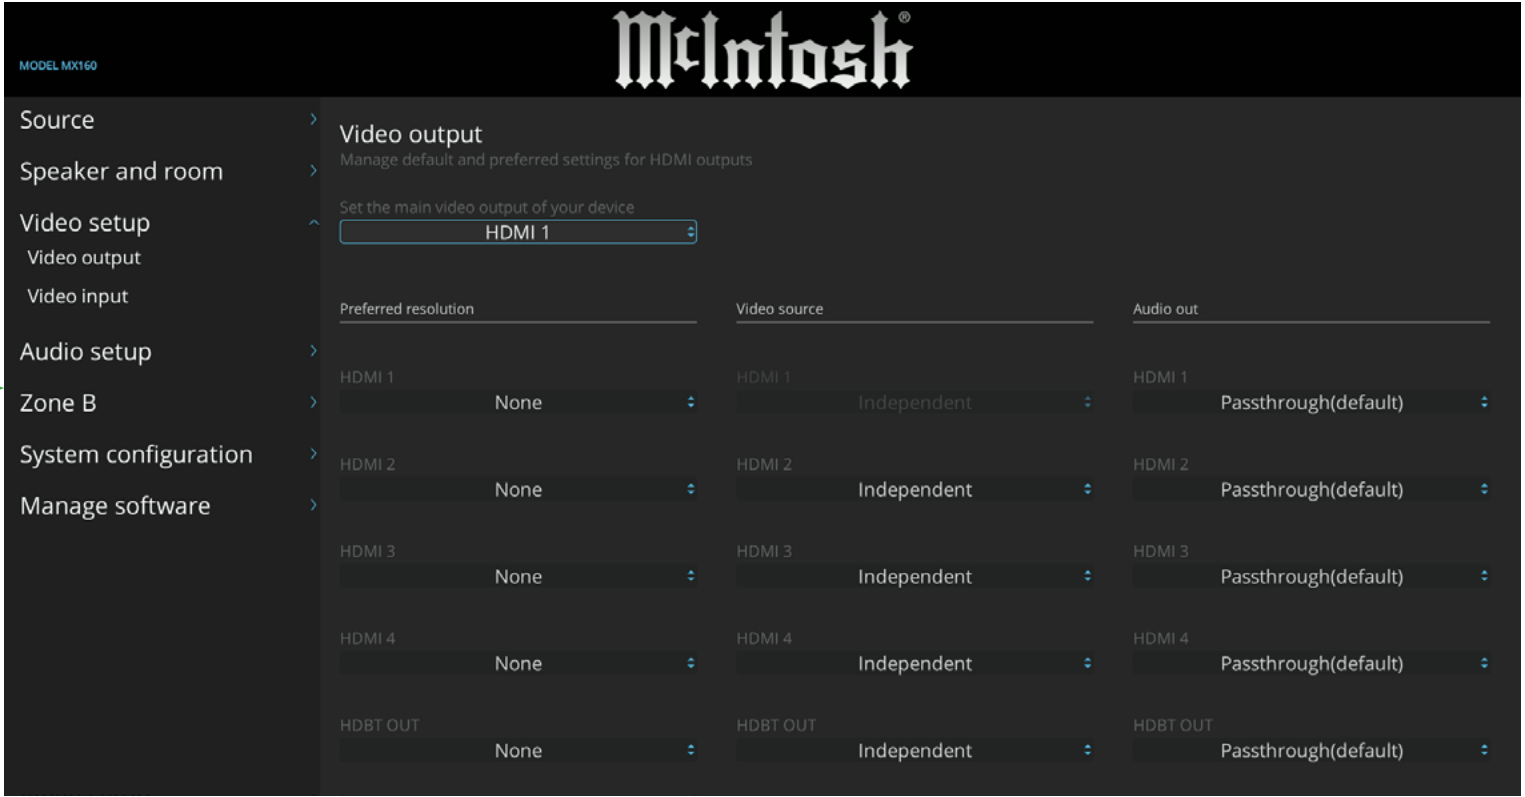 McIntosh®
MODEL MX160
Source
Speaker and room
Video setup
Video output
Video input
Audio setup
Zone B
System configuration
Manage software
Video output
Manage default and preferred settings for HDMI outputs
Set the main video output of your device
HDMI 1
Preferred resolution Video source Audio out
HDMI 1 HDMI 1 HDMI 1
None Independent Passthrough(default)
HDMI 2 HDMI 2 HDMI 2
None Independent Passthrough(default)
HDMI 3 HDMI 3 HDMI 3
None Independent Passthrough(default)
HDMI 4 HDMI 4 HDMI 4
None Independent Passthrough(default)
HDBT OUT HDBT OUT HDBT OUT
None Independent Passthrough(default)